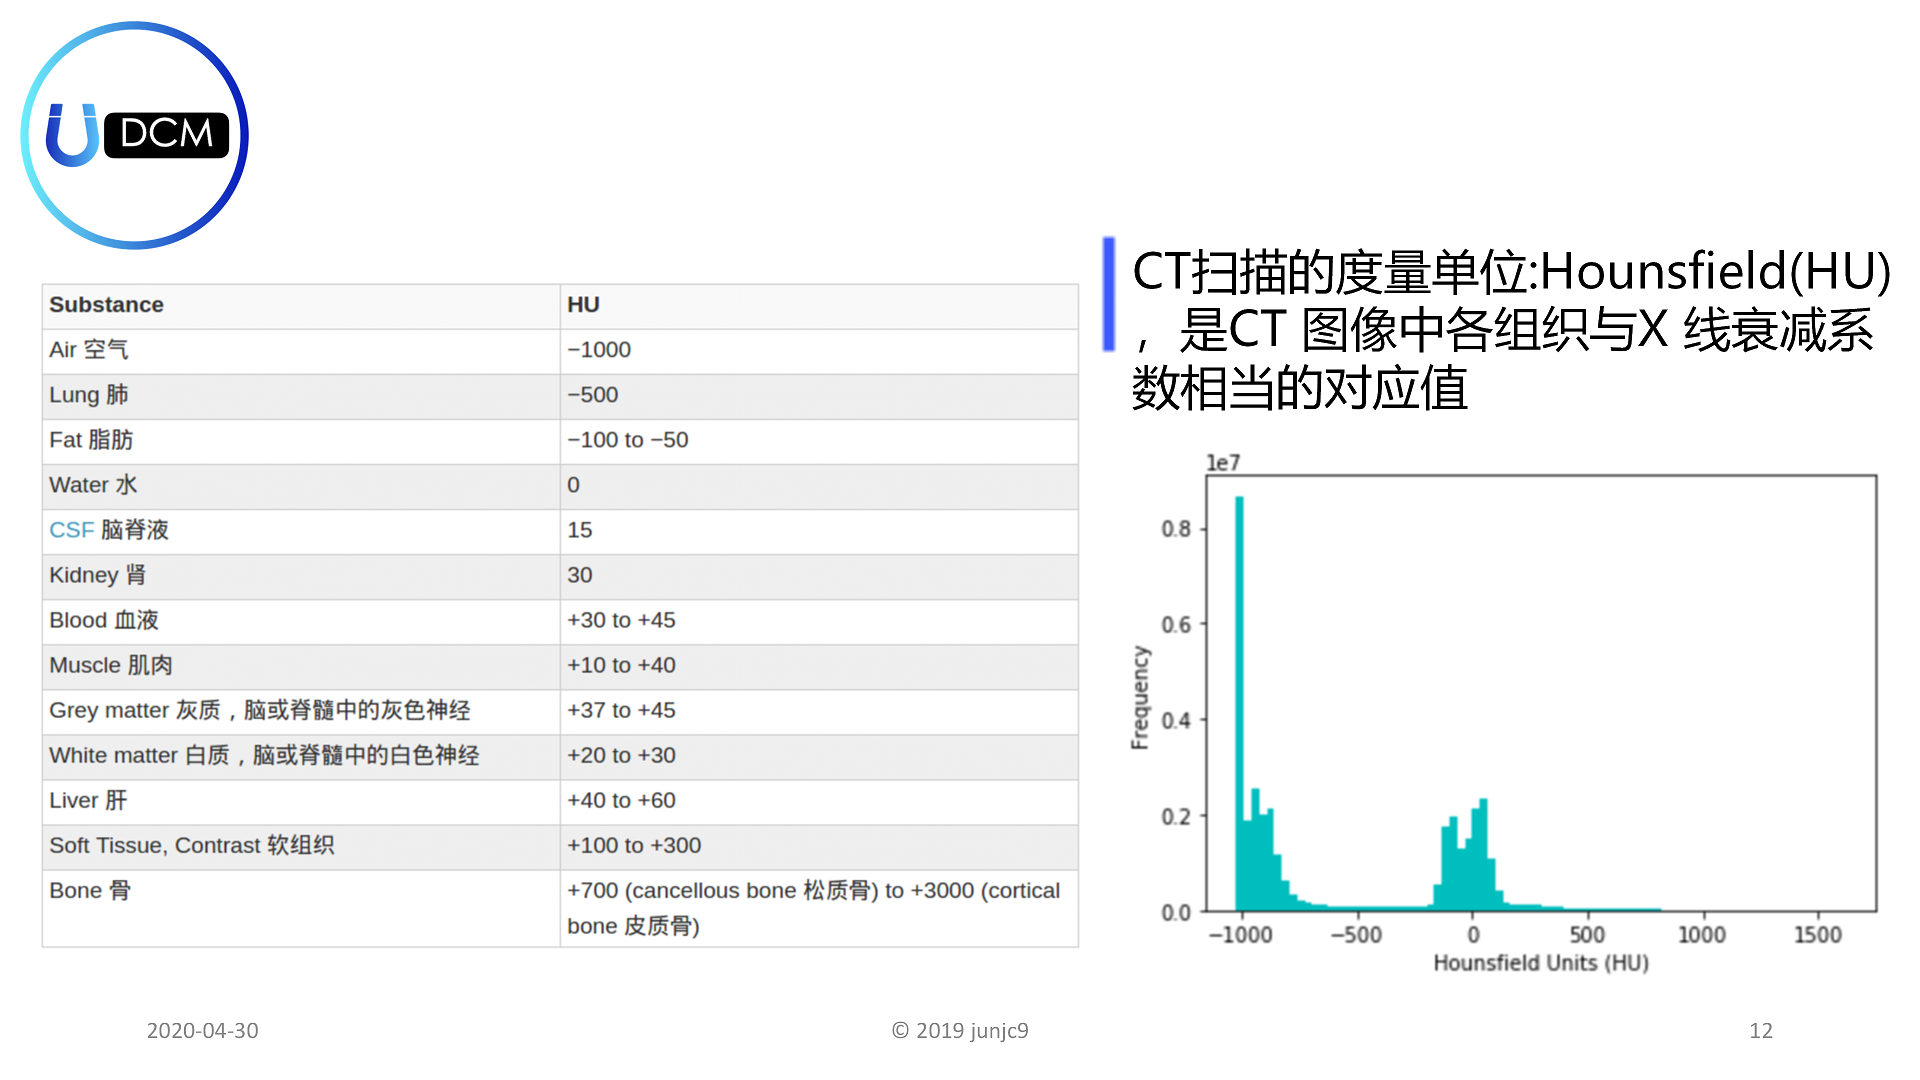 U DCM
CT扫描的度量单位:Hounsfield(HU)
，是CT 图像中各组织与X 线衰减系
数相当的对应值
Substance HU
Air 空气 −1000
Lung 肺 −500
Fat 脂肪 −100 to −50
Water 水 0
CSF 脑脊液 15
Kidney 肾 30
Blood 血液 +30 to +45
Muscle 肌肉 +10 to +40
Grey matter 灰质，脑或脊髓中的灰色神经 +37 to +45
White matter 白质，脑或脊髓中的白色神经 +20 to +30
Liver 肝 +40 to +60
Soft Tissue, Contrast 软组织 +100 to +300
Bone 骨 +700 (cancellous bone 松质骨) to +3000 (cortical
bone 皮质骨)
1e7
0.8
0.6
0.4
0.2
0.0
Frequency
−1000 −500 0 500 1000 1500
Hounsfield Units (HU)
2020-04-30 © 2019 junjc9 12